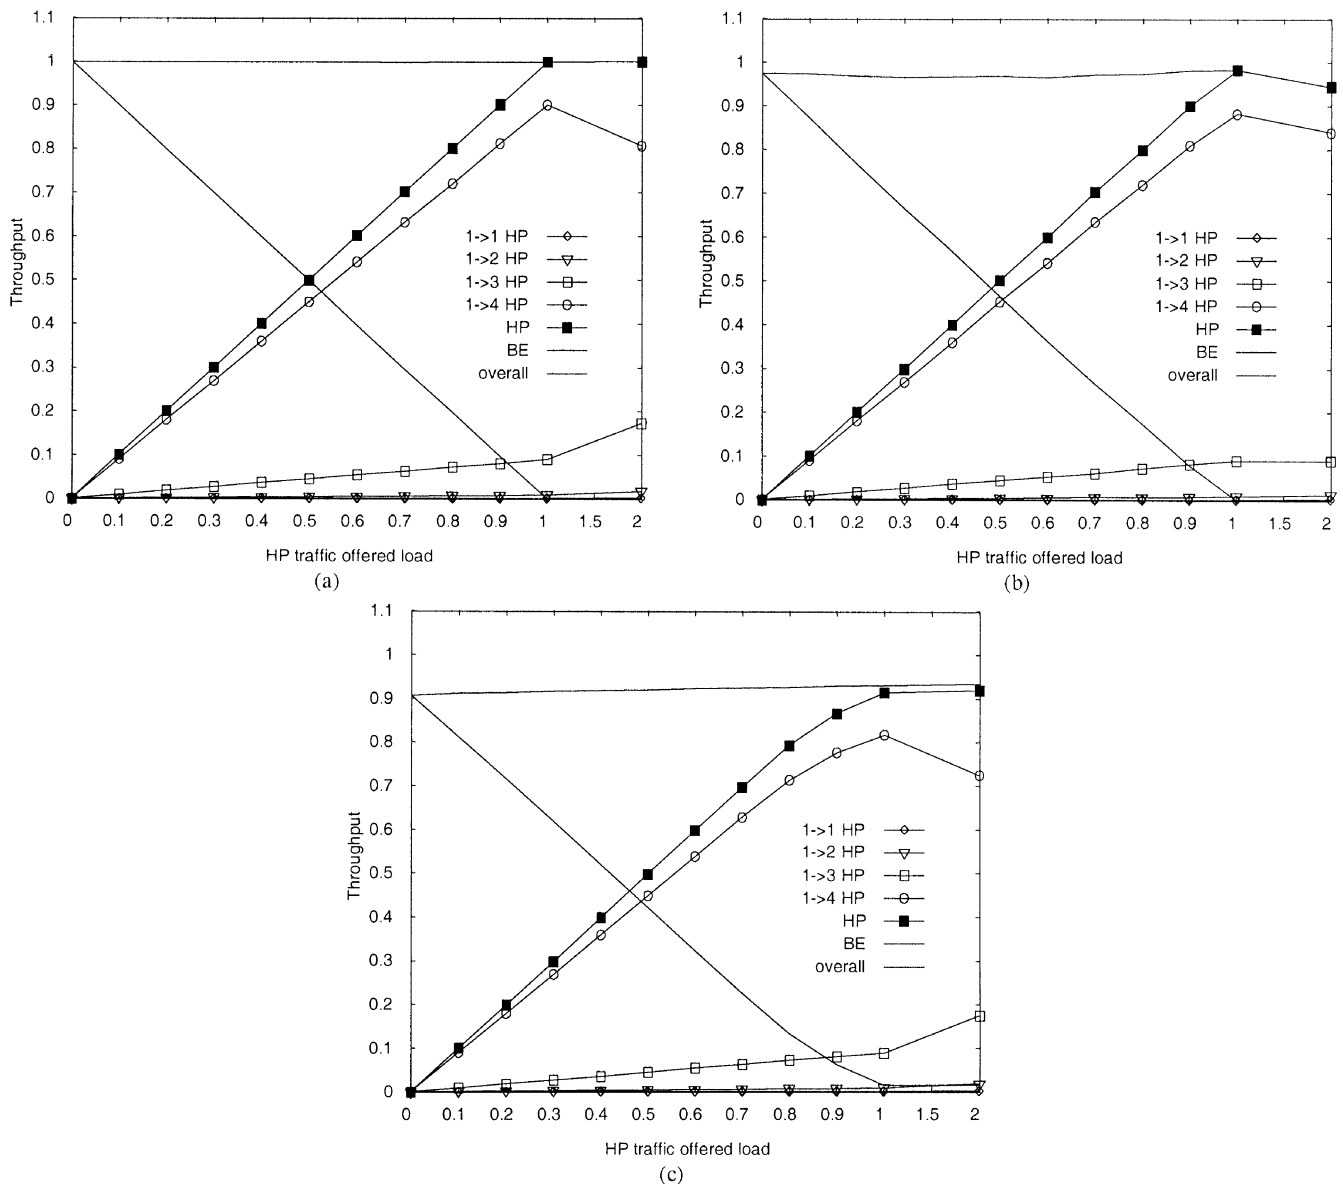 1.1
1
0.9
0.8
0.7
0.6
0.5
0.4
0.3
0.2
0.1
0
Throughput
1->1 HP
1->2 HP
1->3 HP
1->4 HP
HP
BE
overall
0 0.1 0.2 0.3 0.4 0.5 0.6 0.7 0.8 0.9 1 1.5 2
HP traffic offered load
(a)
1.1
1
0.9
0.8
0.7
0.6
0.5
0.4
0.3
0.2
0.1
0
Throughput
1->1 HP
1->2 HP
1->3 HP
1->4 HP
HP
BE
overall
0 0.1 0.2 0.3 0.4 0.5 0.6 0.7 0.8 0.9 1 1.5 2
HP traffic offered load
(b)
1.1
1
0.9
0.8
0.7
0.6
0.5
0.4
0.3
0.2
0.1
0
Throughput
1->1 HP
1->2 HP
1->3 HP
1->4 HP
HP
BE
overall
0 0.1 0.2 0.3 0.4 0.5 0.6 0.7 0.8 0.9 1 1.5 2
HP traffic offered load
(c)